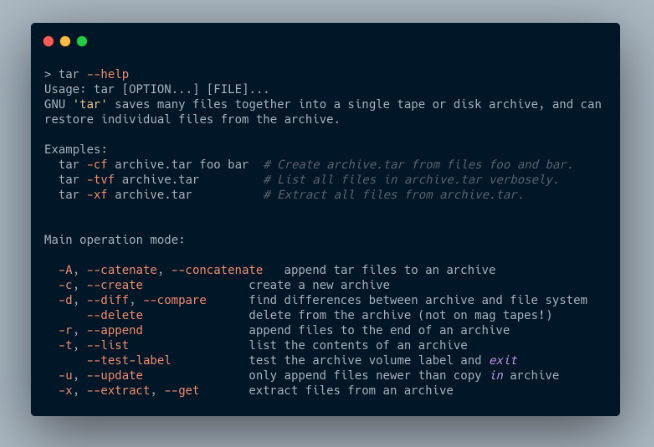 > tar --help
Usage: tar [OPTION...] [FILE]...
GNU 'tar' saves many files together into a single tape or disk archive, and can
restore individual files from the archive.

Examples:
  tar -cf archive.tar foo bar  # Create archive.tar from files foo and bar.
  tar -tvf archive.tar         # List all files in archive.tar verbosely.
  tar -xf archive.tar          # Extract all files from archive.tar.


Main operation mode:

  -A, --catenate, --concatenate   append tar files to an archive
  -c, --create               create a new archive
  -d, --diff, --compare      find differences between archive and file system
      --delete               delete from the archive (not on mag tapes!)
  -r, --append               append files to the end of an archive
  -t, --list                 list the contents of an archive
      --test-label           test the archive volume label and exit
  -u, --update               only append files newer than copy in archive
  -x, --extract, --get       extract files from an archive